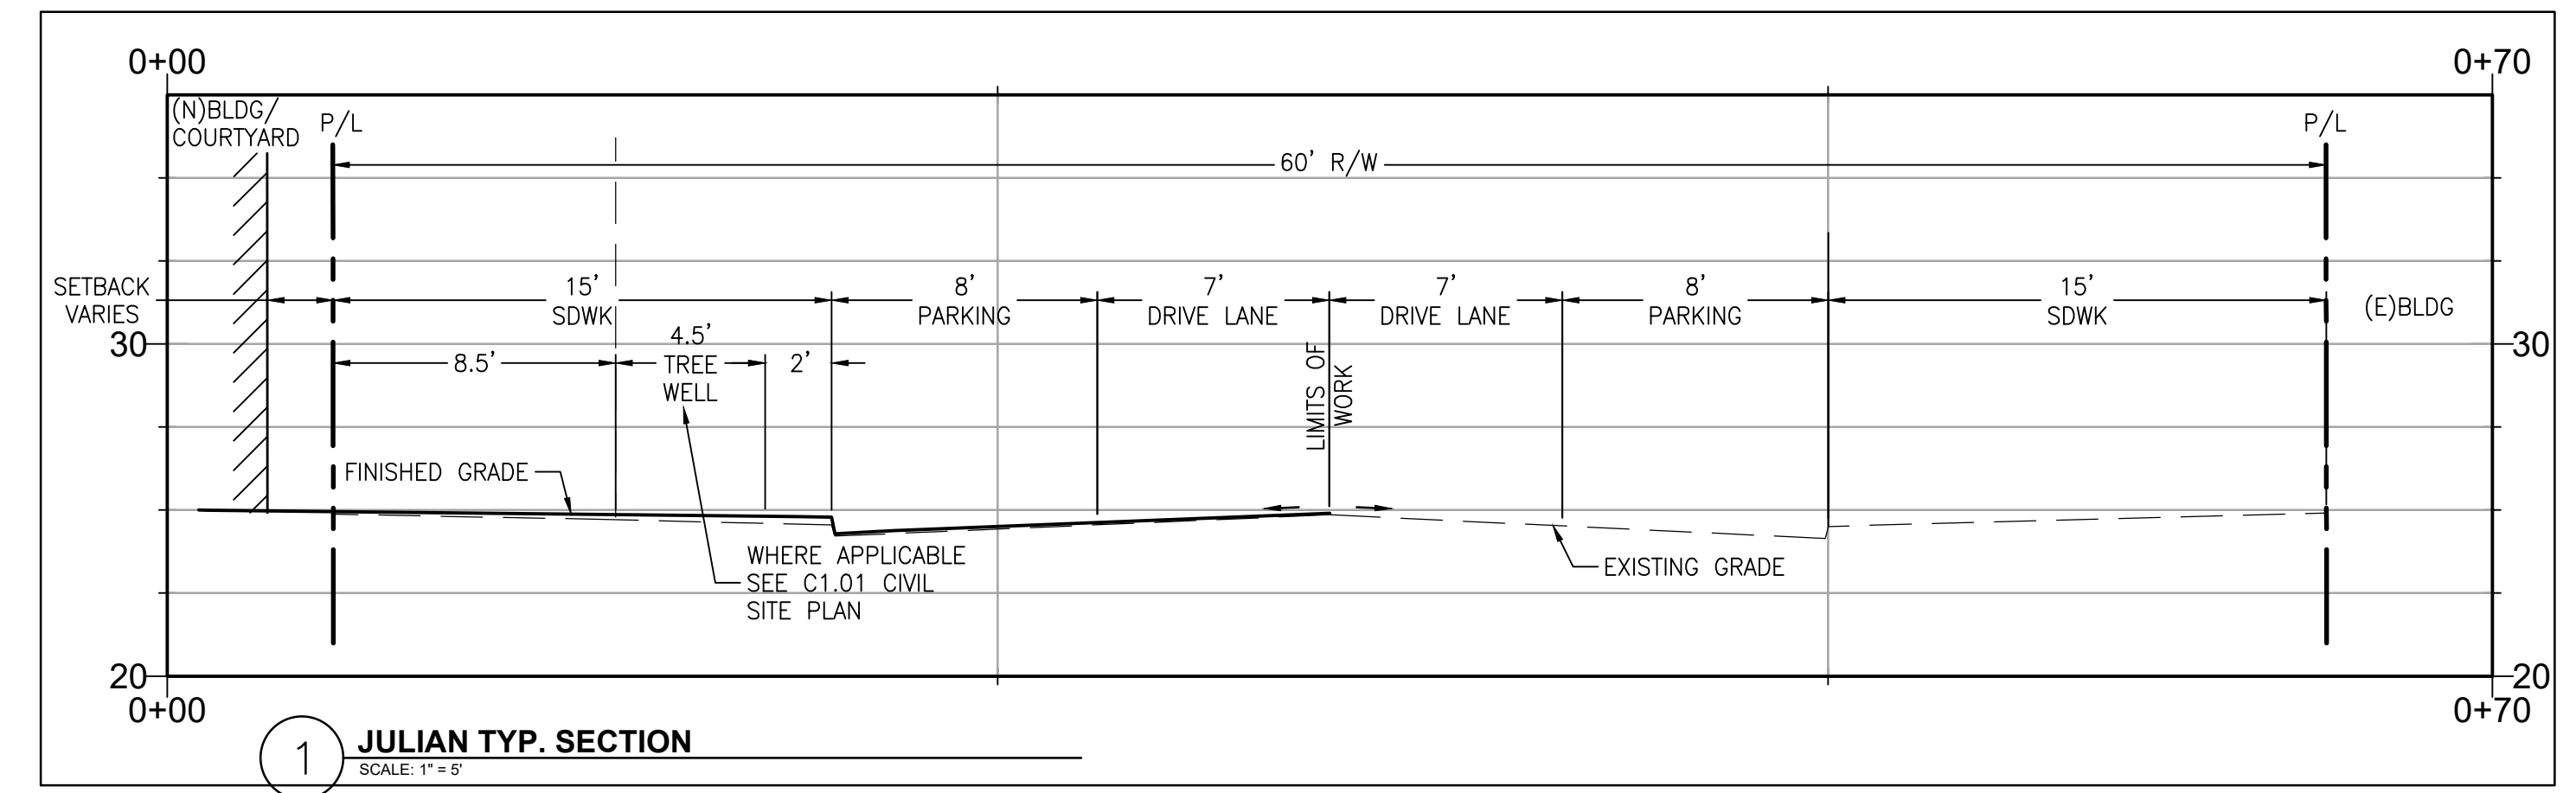 0+00
0+70
(N)BLDG/
COURTYARD
P/L
P/L
60' R/W
SETBACK
VARIES
15'
SDWK
8'
PARKING
7'
DRIVE LANE
7'
DRIVE LANE
8'
PARKING
15'
SDWK
(E)BLDG
30
30
8.5'
4.5'
TREE
WELL
2'
LIMITS OF
WORK
FINISHED GRADE
WHERE APPLICABLE
SEE C1.01 CIVIL
SITE PLAN
EXISTING GRADE
20
20
0+00
0+70
1
JULIAN TYP. SECTION
SCALE: 1" = 5'